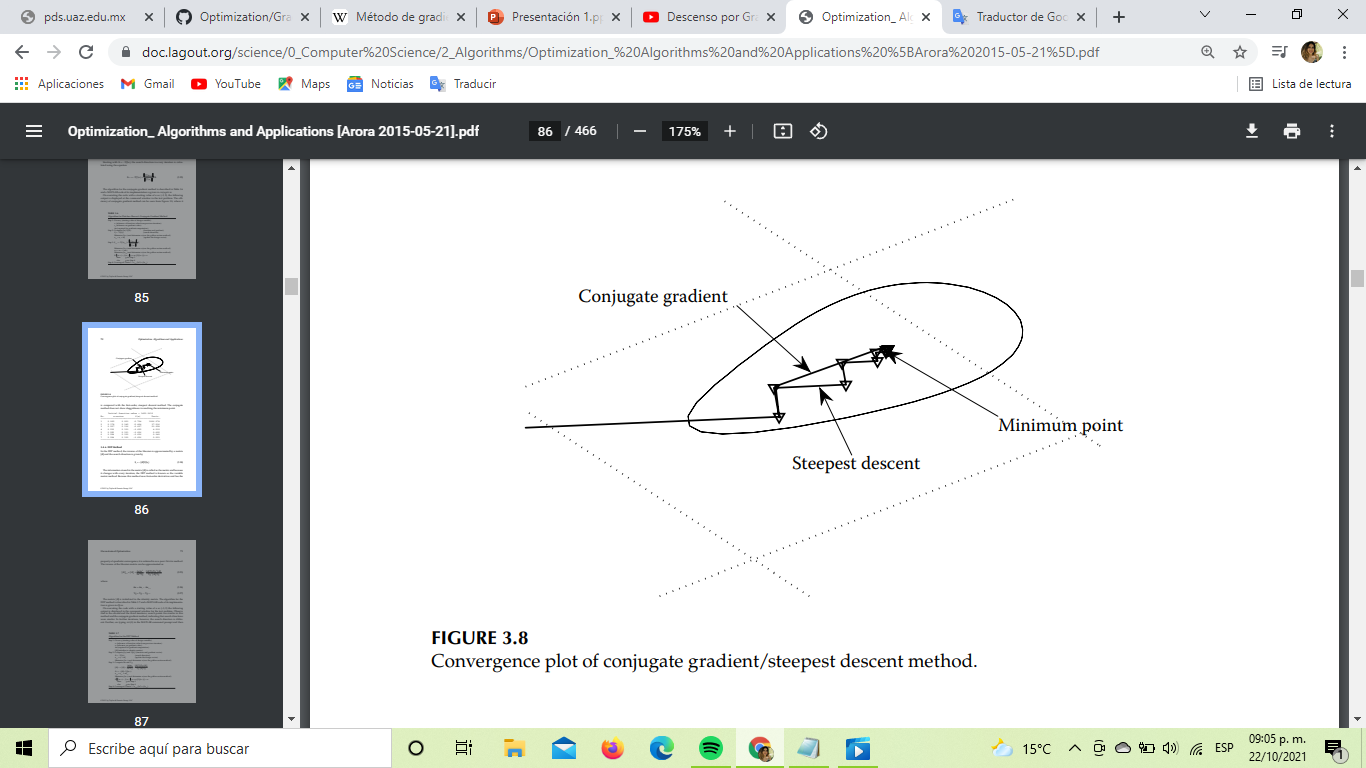 pds.uaz.edu.mx
Optimization/Gra
Método de gradi
Presentación 1.p
Descenso por Gra
Optimization_ Al
Traductor de Goo
doc.lagout.org/science/0_Computer%20Science/2_Algorithms/Optimization_%20Algorithms%20and%20Applications%20%5BArora%202015-05-21%5D.pdf
Aplicaciones
Gmail
YouTube
Maps
Noticias
Traducir
Lista de lectura
Optimization_ Algorithms and Applications [Arora 2015-05-21].pdf
86 / 466
175%
85
86
87
Conjugate gradient
Minimum point
Steepest descent
FIGURE 3.8
Convergence plot of conjugate gradient/steepest descent method.
Escribe aquí para buscar
15°C
ESP
09:05 p. m.
22/10/2021
1